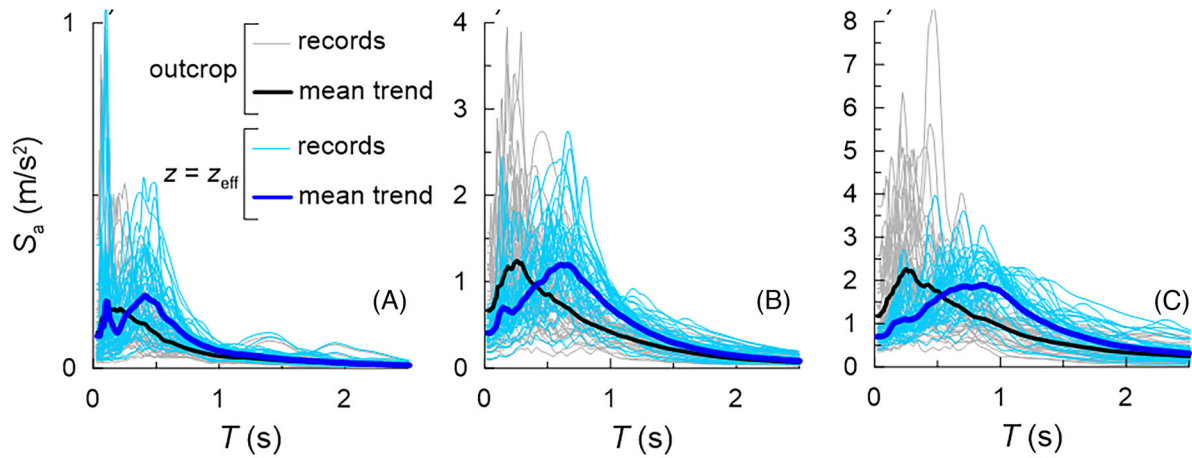 Sa (m/s²)
1
0
0
1
2
T (s)
outcrop
records
mean trend
z = zeff
records
mean trend
(A)
4
3
2
1
0
0
1
2
T (s)
(B)
8
7
6
5
4
3
2
1
0
0
1
2
T (s)
(C)